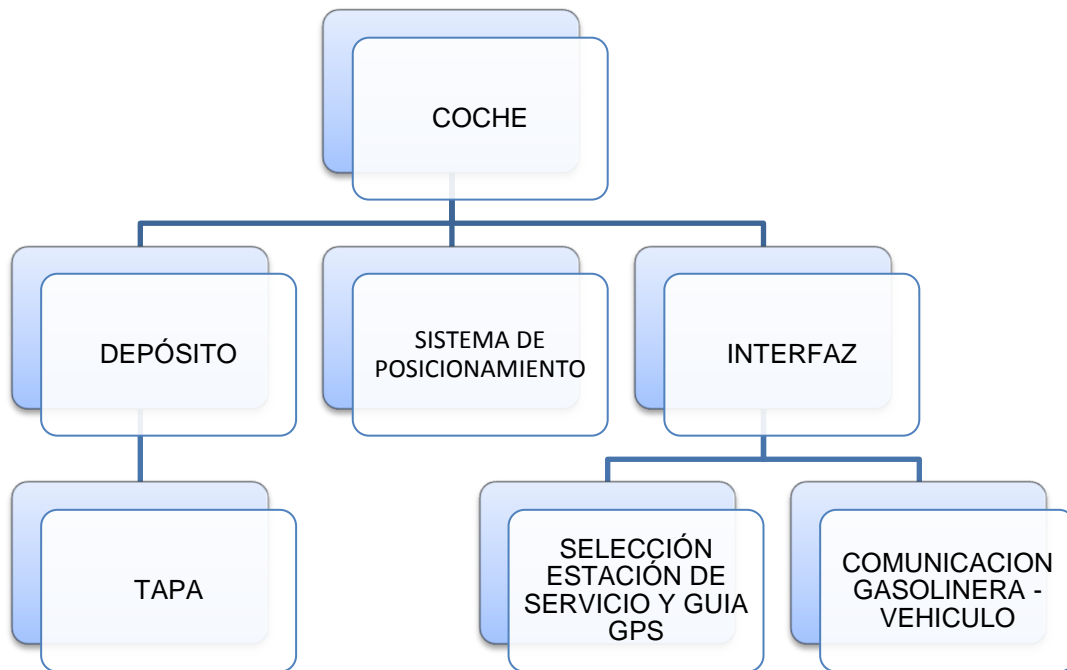 COCHE
DEPÓSITO
SISTEMA DE
POSICIONAMIENTO
INTERFAZ
TAPA
SELECCIÓN
ESTACIÓN DE
SERVICIO Y GUIA
GPS
COMUNICACION
GASOLINERA -
VEHICULO